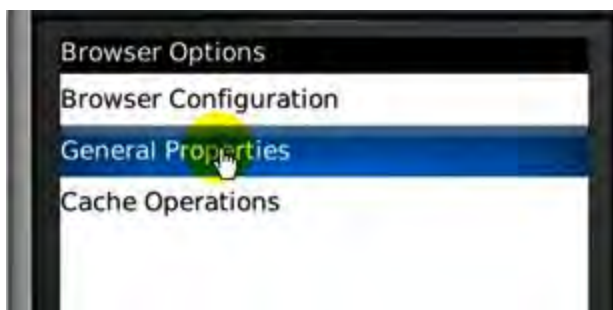 Browser Options
Browser Configuration
General Properties
Cache Operations